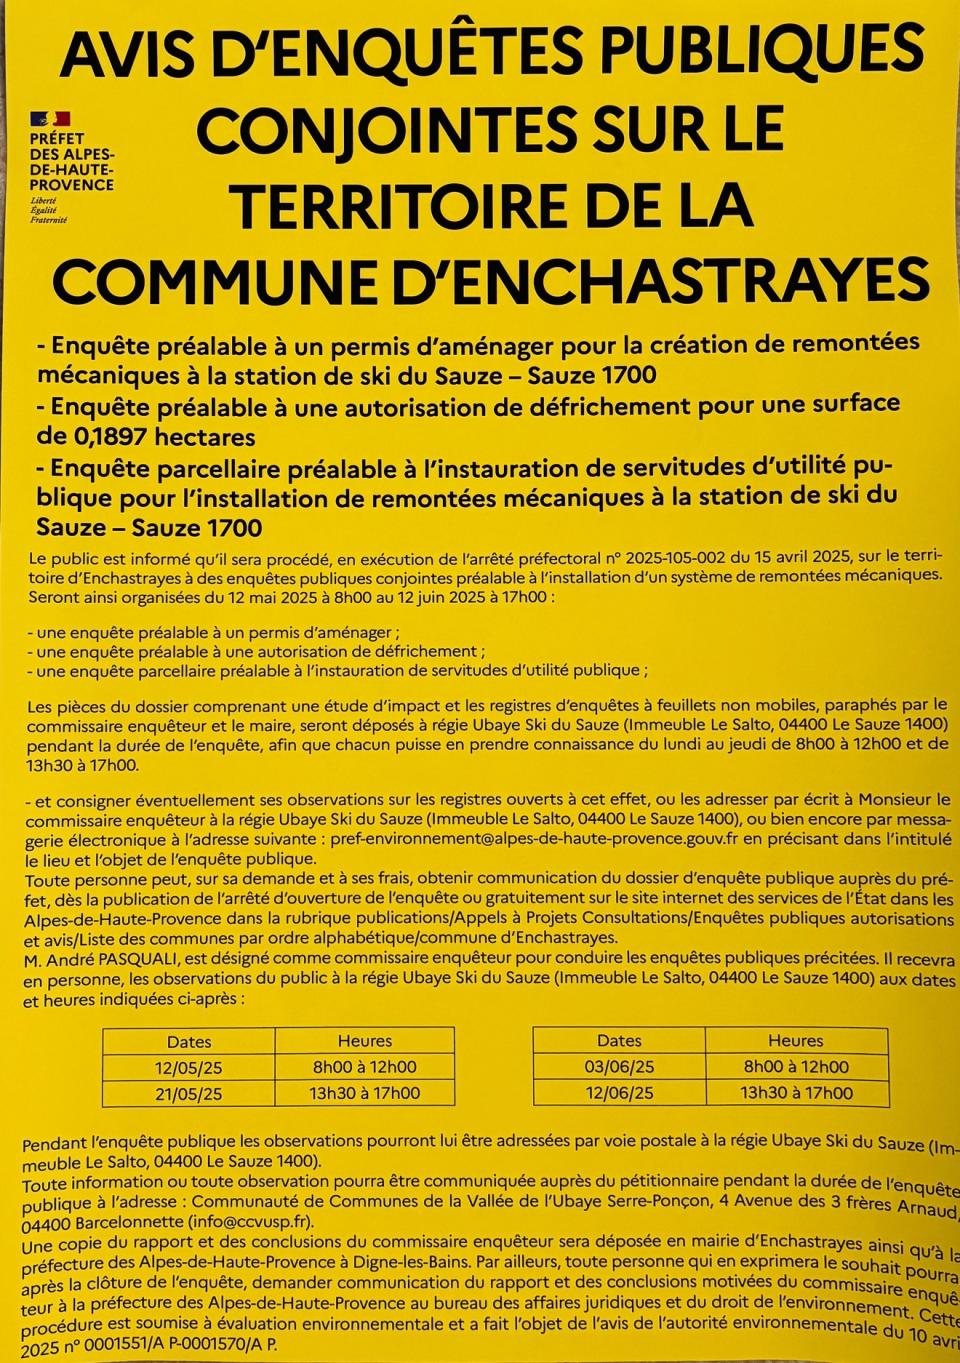 AVIS D'ENQUÊTES PUBLIQUES
CONJOINTES SUR LE
TERRITOIRE DE LA
COMMUNE D'ENCHASTRAYES
PRÉFET
DES ALPES-
DE-HAUTE-
PROVENCE
Liberté
Égalité
Fraternité
- Enquête préalable à un permis d'aménager pour la création de remontées
mécaniques à la station de ski du Sauze – Sauze 1700
- Enquête préalable à une autorisation de défrichement pour une surface
de 0,1897 hectares
- Enquête parcellaire préalable à l'instauration de servitudes d'utilité pu-
blique pour l'installation de remontées mécaniques à la station de ski du
Sauze – Sauze 1700
Le public est informé qu'il sera procédé, en exécution de l'arrêté préfectoral n° 2025-105-002 du 15 avril 2025, sur le terri-
toire d'Enchastrayes à des enquêtes publiques conjointes préalable à l'installation d'un système de remontées mécaniques.
Seront ainsi organisées du 12 mai 2025 à 8h00 au 12 juin 2025 à 17h00 :
- une enquête préalable à un permis d'aménager ;
- une enquête préalable à une autorisation de défrichement ;
- une enquête parcellaire préalable à l'instauration de servitudes d'utilité publique ;
Les pièces du dossier comprenant une étude d'impact et les registres d'enquêtes à feuillets non mobiles, paraphés par le
commissaire enquêteur et le maire, seront déposés à régie Ubaye Ski du Sauze (Immeuble Le Salto, 04400 Le Sauze 1400)
pendant la durée de l'enquête, afin que chacun puisse en prendre connaissance du lundi au jeudi de 8h00 à 12h00 et de
13h30 à 17h00.
- et consigner éventuellement ses observations sur les registres ouverts à cet effet, ou les adresser par écrit à Monsieur le
commissaire enquêteur à la régie Ubaye Ski du Sauze (Immeuble Le Salto, 04400 Le Sauze 1400), ou bien encore par messa-
gerie électronique à l'adresse suivante : pref-environnement@alpes-de-haute-provence.gouv.fr en précisant dans l'intitulé
le lieu et l'objet de l'enquête publique.
Toute personne peut, sur sa demande et à ses frais, obtenir communication du dossier d'enquête publique auprès du pré-
fet, dès la publication de l'arrêté d'ouverture de l'enquête ou gratuitement sur le site internet des services de l'État dans les
Alpes-de-Haute-Provence dans la rubrique publications/Appels à Projets Consultations/Enquêtes publiques autorisations
et avis/Liste des communes par ordre alphabétique/commune d'Enchastrayes.
M. André PASQUALI, est désigné comme commissaire enquêteur pour conduire les enquêtes publiques précitées. Il recevra
en personne, les observations du public à la régie Ubaye Ski du Sauze (Immeuble Le Salto, 04400 Le Sauze 1400) aux dates
et heures indiquées ci-après :
Dates Heures
12/05/25 8h00 à 12h00
21/05/25 13h30 à 17h00
Dates Heures
03/06/25 8h00 à 12h00
12/06/25 13h30 à 17h00
Pendant l'enquête publique les observations pourront lui être adressées par voie postale à la régie Ubaye Ski du Sauze (Im-
meuble Le Salto, 04400 Le Sauze 1400).
Toute information ou toute observation pourra être communiquée auprès du pétitionnaire pendant la durée de l'enquête
publique à l'adresse : Communauté de Communes de la Vallée de l'Ubaye Serre-Ponçon, 4 Avenue des 3 frères Arnaud,
04400 Barcelonnette (info@ccvusp.fr).
Une copie du rapport et des conclusions du commissaire enquêteur sera déposée en mairie d'Enchastrayes ainsi qu'à la
préfecture des Alpes-de-Haute-Provence à Digne-les-Bains. Par ailleurs, toute personne qui en exprimera le souhait pourra
après la clôture de l'enquête, demander communication du rapport et des conclusions motivées du commissaire enquê-
teur à la préfecture des Alpes-de-Haute-Provence au bureau des affaires juridiques et du droit de l'environnement. Cette
procédure est soumise à évaluation environnementale et a fait l'objet de l'avis de l'autorité environnementale du 10 avri
2025 n° 0001551/A P-0001570/A P.